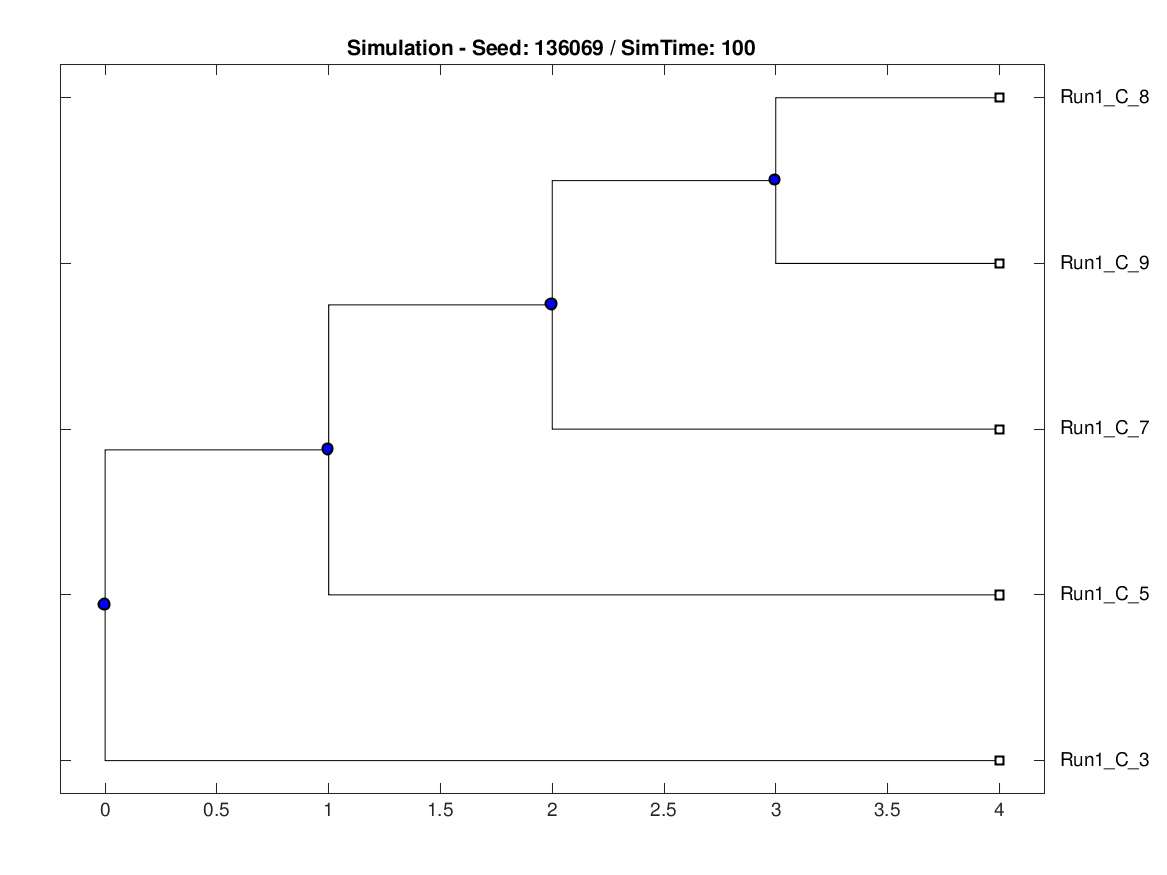 Simulation - Seed: 136069 / SimTime: 100
Run1_C_8
Run1_C_9
Run1_C_7
Run1_C_5
Run1_C_3
0 0.5 1 1.5 2 2.5 3 3.5 4